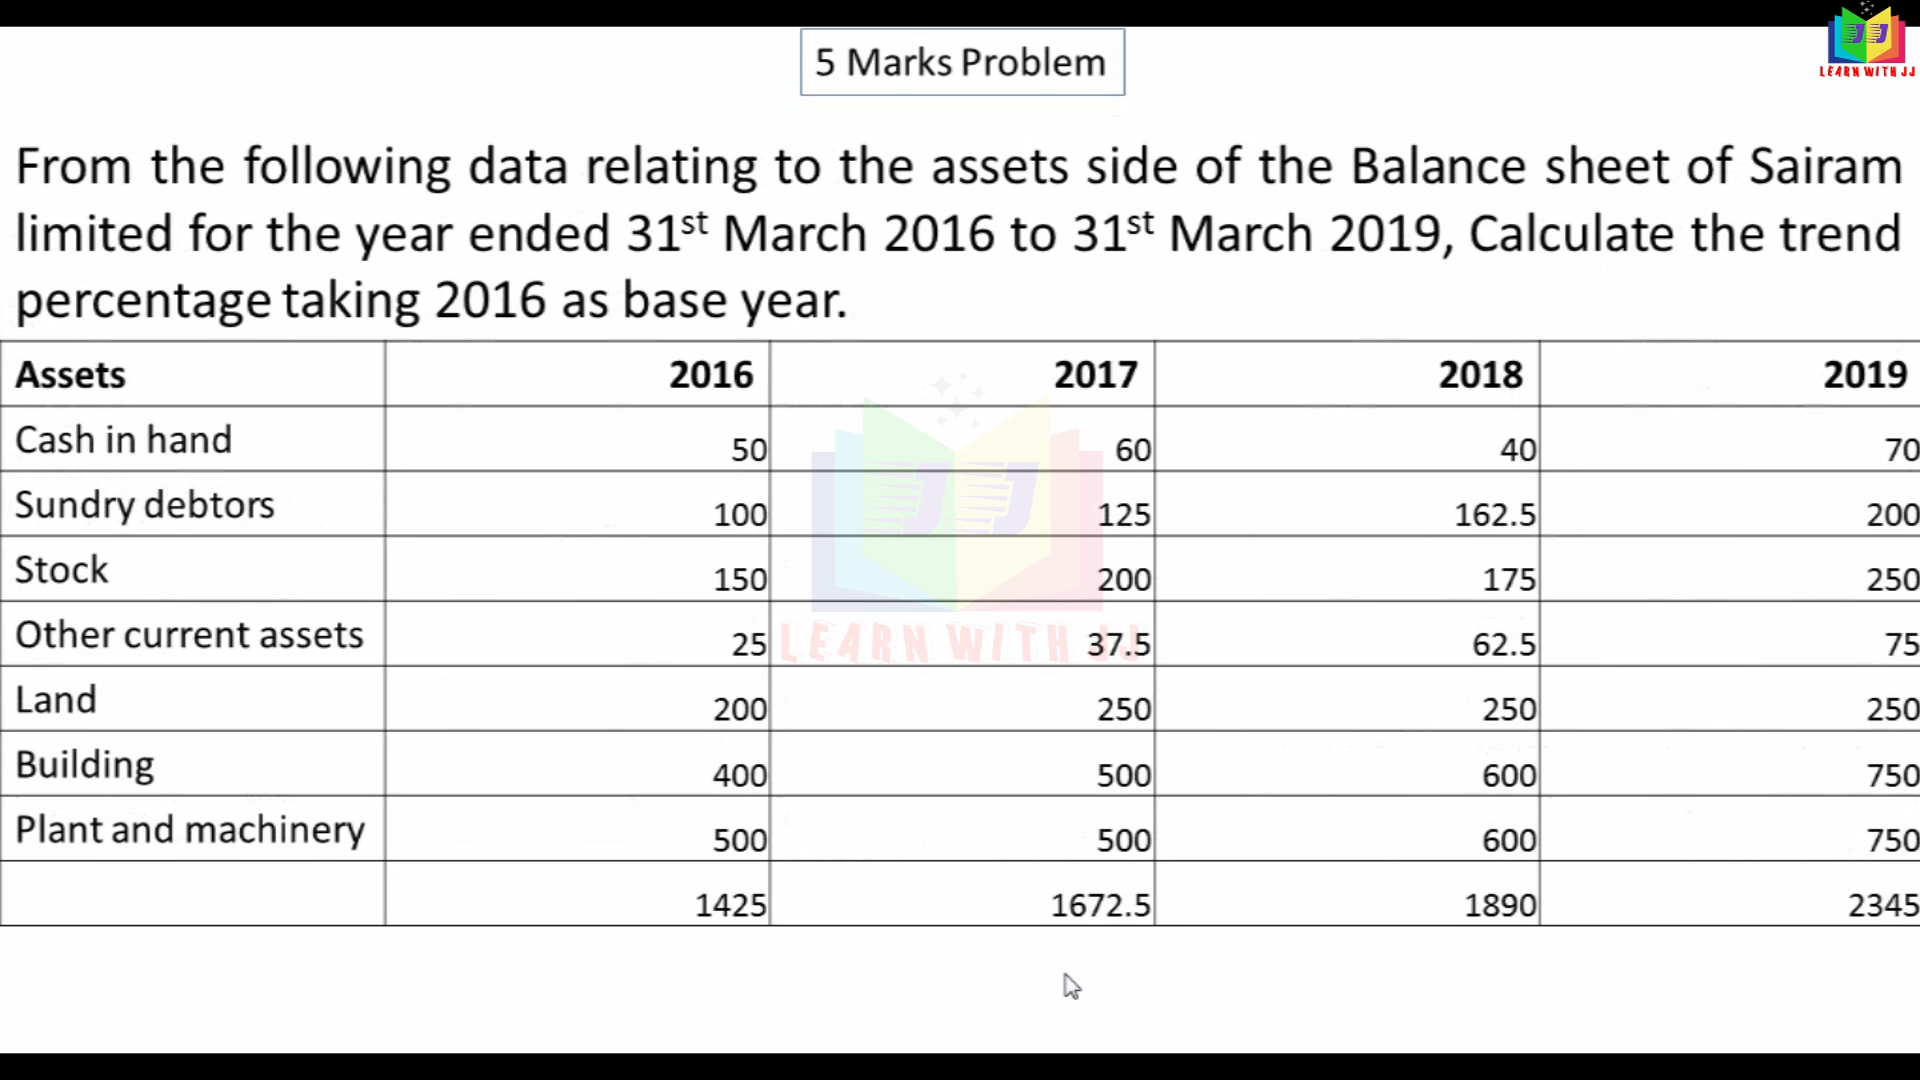 5 Marks Problem
LEARN WITH JJ
From the following data relating to the assets side of the Balance sheet of Sairam
limited for the year ended 31st March 2016 to 31st March 2019, Calculate the trend
percentage taking 2016 as base year.
Assets 2016 2017 2018 2019
Cash in hand 50 60 40 70
Sundry debtors 100 125 162.5 200
Stock 150 200 175 250
Other current assets 25 37.5 62.5 75
LEARN WITH JJ
Land 200 250 250 250
Building 400 500 600 750
Plant and machinery 500 500 600 750
1425 1672.5 1890 2345